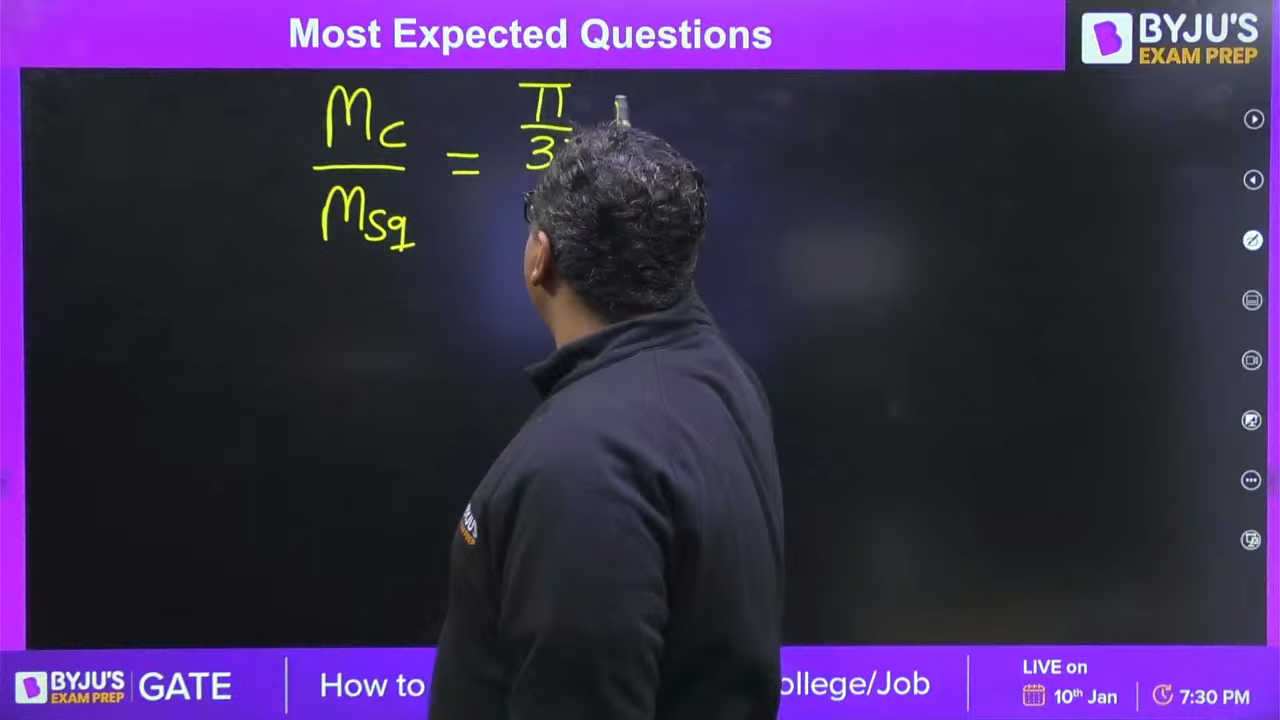 Most Expected Questions
BYJU'S
EXAM PREP
Mc
Msq
=
π
3
BYJU'S
EXAM PREP
GATE
How to
ollege/Job
LIVE on
10th Jan
7:30 PM